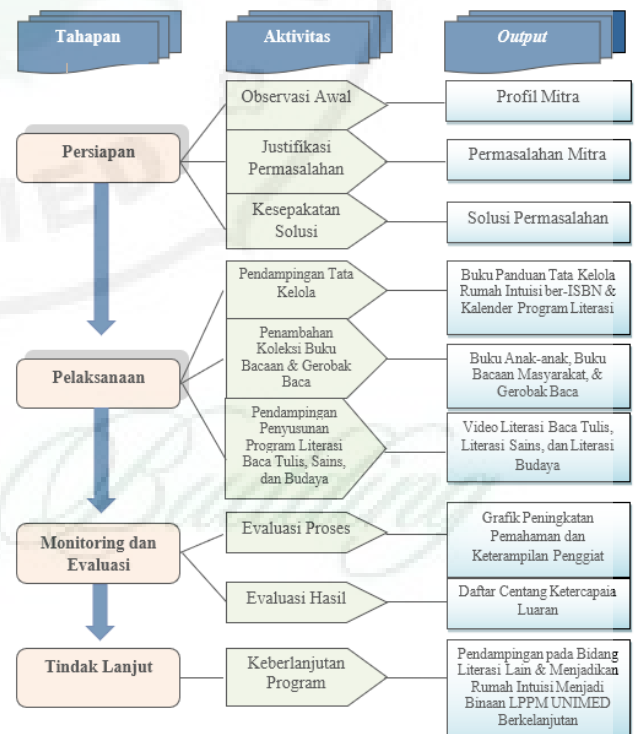 Tahapan
Aktivitas
Output
Persiapan
Observasi Awal
Profil Mitra
Justifikasi
Permasalahan
Permasalahan Mitra
Kesepakatan
Solusi
Solusi Permasalahan
Pelaksanaan
Pendampingan Tata
Kelola
Buku Panduan Tata Kelola
Rumah Intuisi ber-ISBN &
Kalender Program Literasi
Penambahan
Koleksi Buku
Bacaan & Gerobak
Baca
Buku Anak-anak, Buku
Bacaan Masyarakat, &
Gerobak Baca
Pendampingan
Penyusunan
Program Literasi
Baca Tulis, Sains,
dan Budaya
Video Literasi Baca Tulis,
Literasi Sains, dan Literasi
Budaya
Monitoring dan
Evaluasi
Evaluasi Proses
Grafik Peningkatan
Pemahaman dan
Keterampilan Penggiat
Evaluasi Hasil
Daftar Centang Ketercapaia
Luaran
Tindak Lanjut
Keberlanjutan
Program
Pendampingan pada Bidang
Literasi Lain & Menjadikan
Rumah Intuisi Menjadi
Binaan LPPM UNIMED
Berkelanjutan